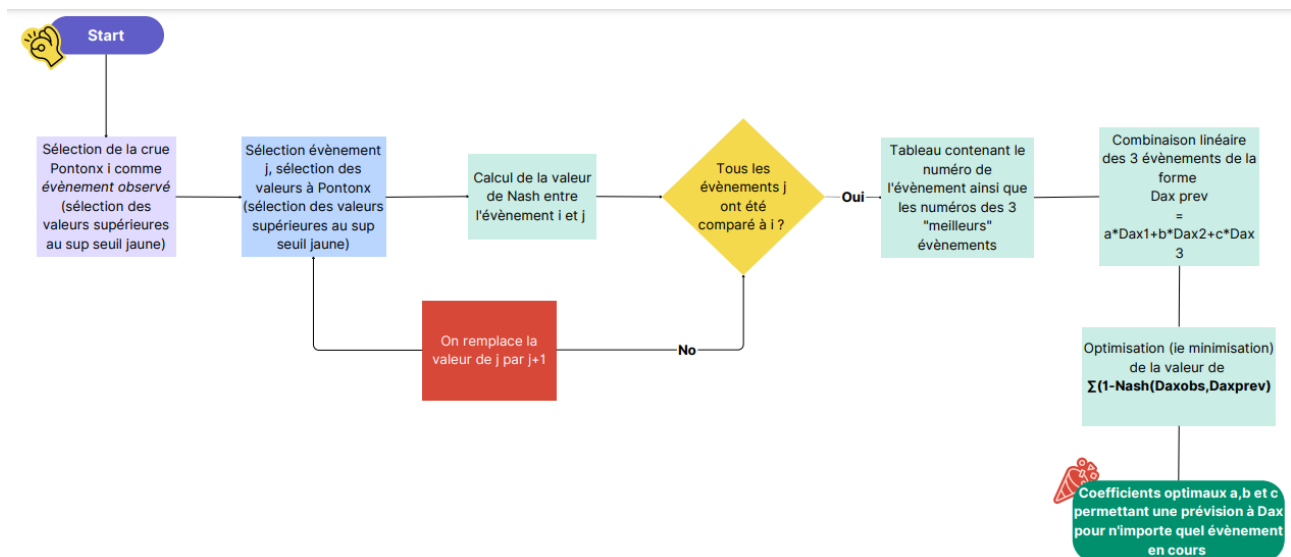 Start
Sélection de la crue
Pontonx i comme
évènement observé
(sélection des
valeurs supérieures
au sup seuil jaune)
Sélection évènement
j, sélection des
valeurs à Pontonx
(sélection des valeurs
supérieures au sup
seuil jaune)
Calcul de la valeur
de Nash entre
l'évènement i et j
Tous les
évènements j
ont été
comparé à i ?
Oui
No
On remplace la
valeur de j par j+1
Tableau contenant le
numéro de
l'évènement ainsi que
les numéros des 3
"meilleurs"
évènements
Combinaison linéaire
des 3 évènements de la
forme
Dax prev
=
a*Dax1+b*Dax2+c*Dax
3
Optimisation (ie minimisation)
de la valeur de
∑(1-Nash(Daxobs,Daxprev)
Coefficients optimaux a,b et c
permettant une prévision à Dax
pour n'importe quel évènement
en cours